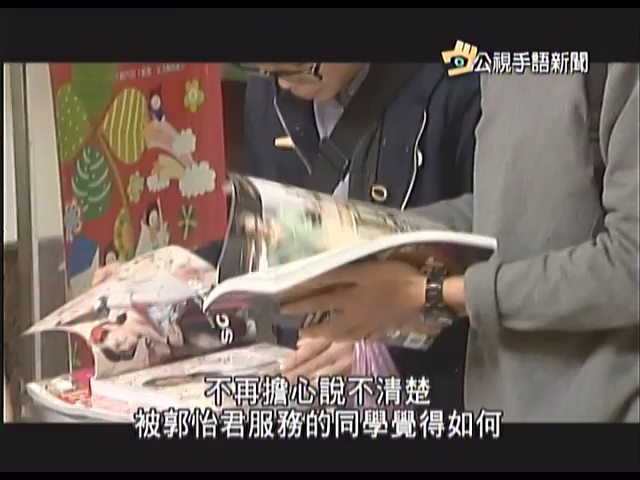 公視手語新聞
不再擔心說不清楚
被郭怡君服務的同學覺得如何